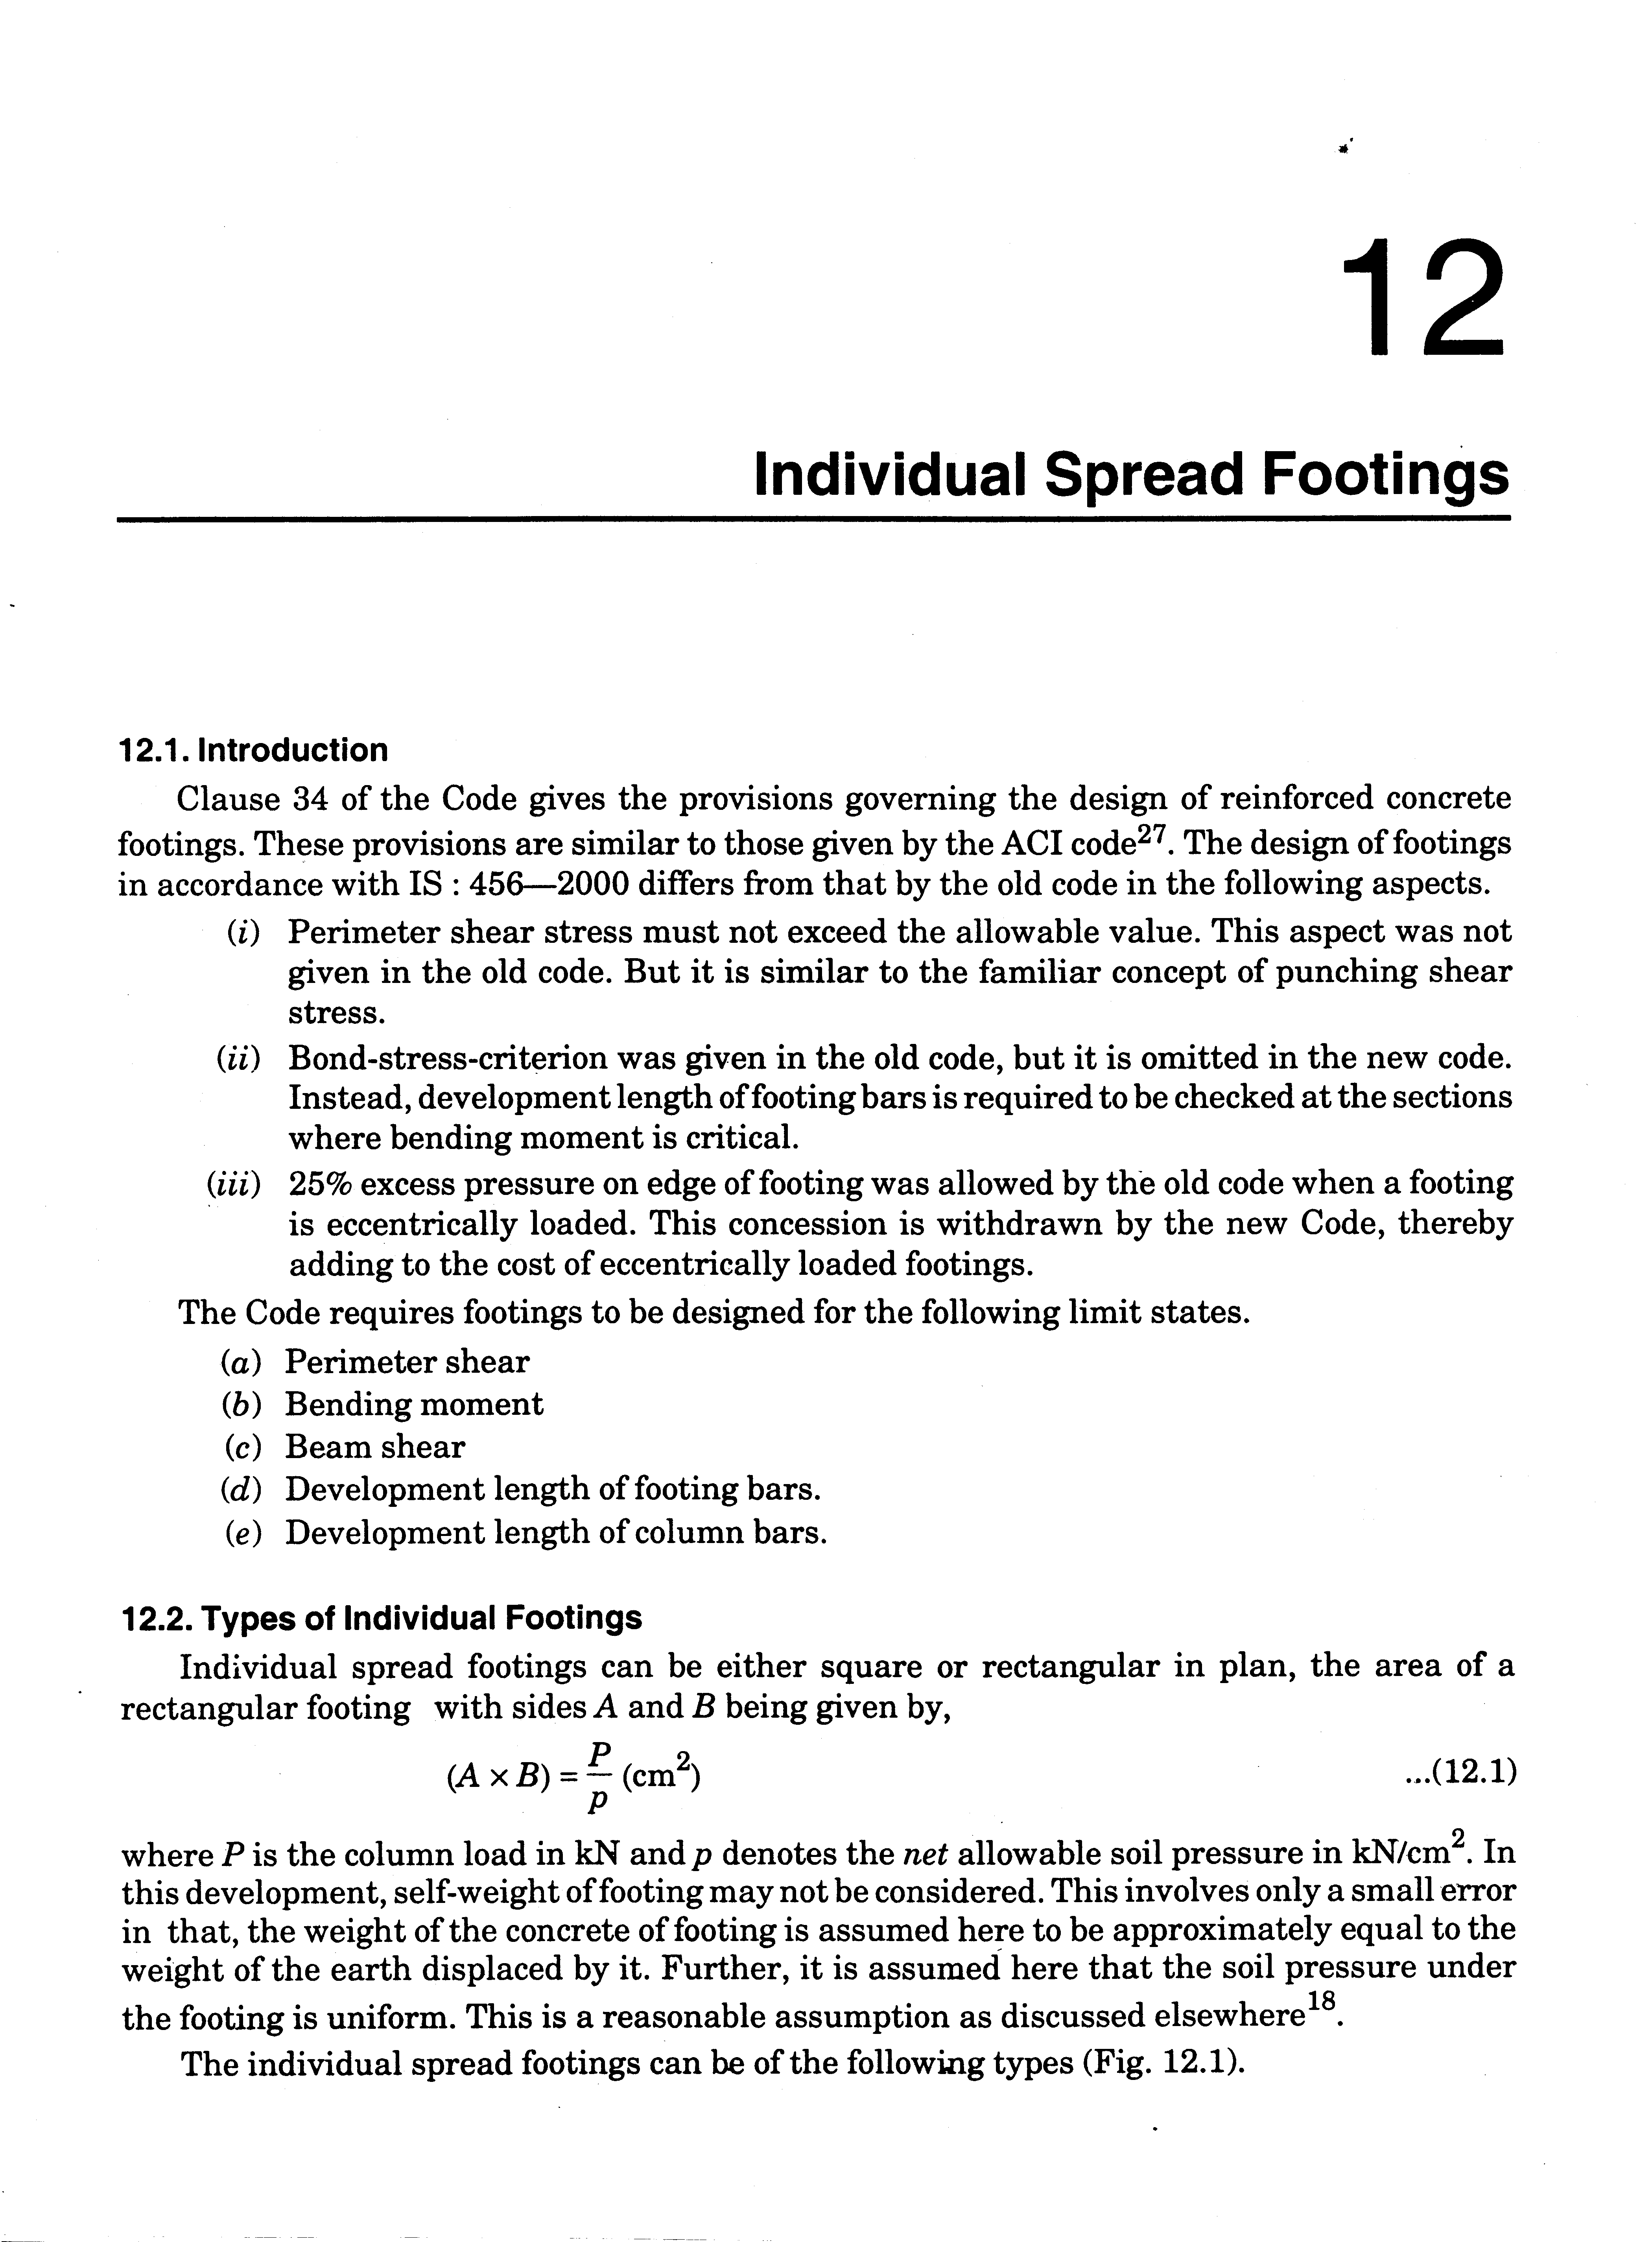 12
Individual Spread Footings
12.1. Introduction
Clause 34 of the Code gives the provisions governing the design of reinforced concrete
footings. These provisions are similar to those given by the ACI code²⁷. The design of footings
in accordance with IS : 456—2000 differs from that by the old code in the following aspects.
(i) Perimeter shear stress must not exceed the allowable value. This aspect was not
given in the old code. But it is similar to the familiar concept of punching shear
stress.
(ii) Bond-stress-criterion was given in the old code, but it is omitted in the new code.
Instead, development length of footing bars is required to be checked at the sections
where bending moment is critical.
(iii) 25% excess pressure on edge of footing was allowed by the old code when a footing
is eccentrically loaded. This concession is withdrawn by the new Code, thereby
adding to the cost of eccentrically loaded footings.
The Code requires footings to be designed for the following limit states.
(a) Perimeter shear
(b) Bending moment
(c) Beam shear
(d) Development length of footing bars.
(e) Development length of column bars.
12.2. Types of Individual Footings
Individual spread footings can be either square or rectangular in plan, the area of a
rectangular footing with sides A and B being given by,
(A × B) = P/p (cm²) ...(12.1)
where P is the column load in kN and p denotes the net allowable soil pressure in kN/cm². In
this development, self-weight of footing may not be considered. This involves only a small error
in that, the weight of the concrete of footing is assumed here to be approximately equal to the
weight of the earth displaced by it. Further, it is assumed here that the soil pressure under
the footing is uniform. This is a reasonable assumption as discussed elsewhere¹⁸.
The individual spread footings can be of the following types (Fig. 12.1).